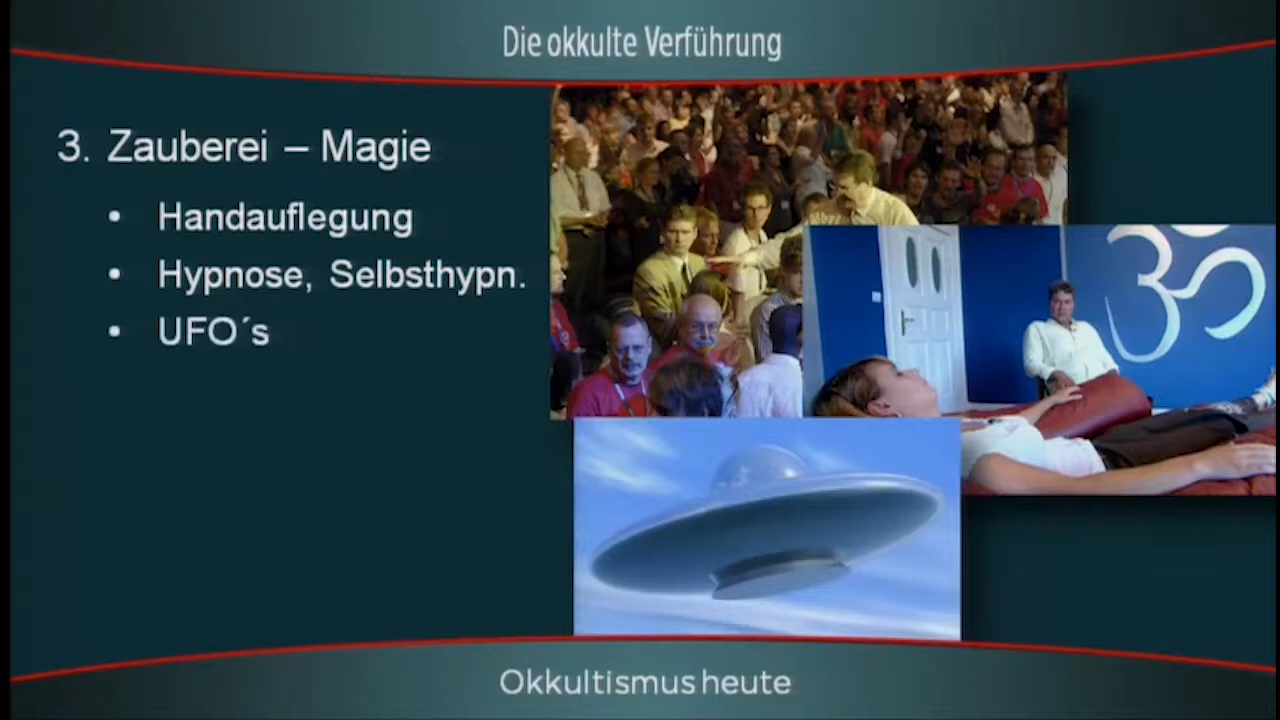 Die okkulte Verführung
3. Zauberei – Magie
• Handauflegung
• Hypnose, Selbsthypn.
• UFO´s
ॐ
Okkultismus heute